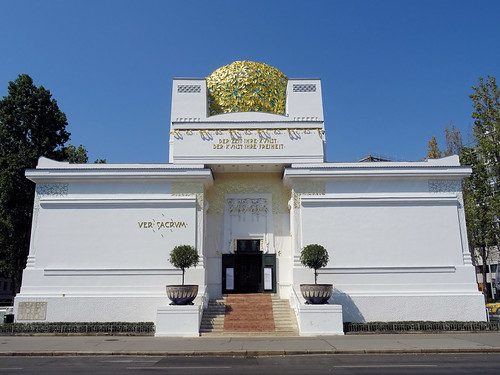 DER ZEIT IHRE KVNST
DER KVNST IHRE FREIHEIT
VER SACRVM